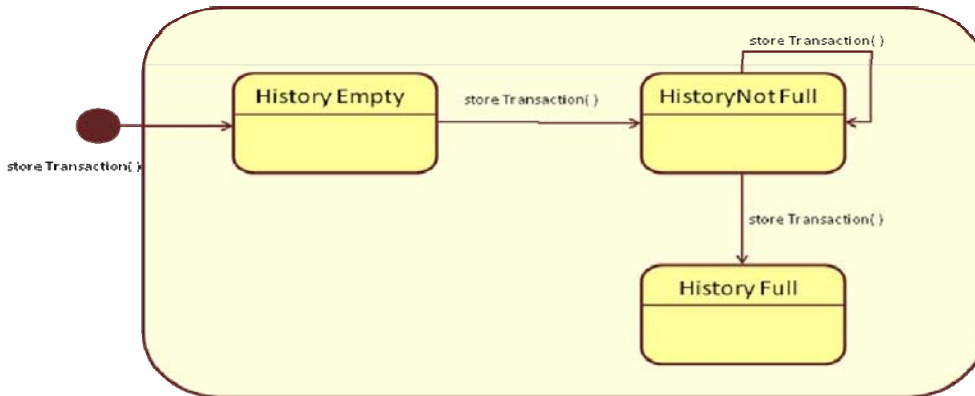 store Transaction( )
History Empty
store Transaction( )
HistoryNot Full
store Transaction( )
store Transaction( )
History Full